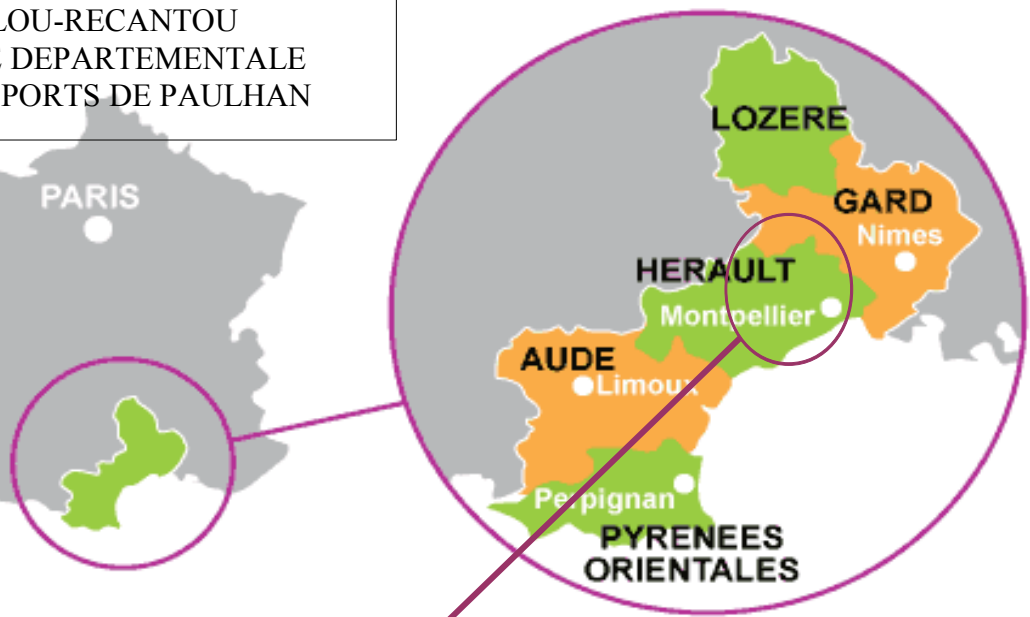 LOU-RECANTOU
E DEPARTEMENTALE
PORTS DE PAULHAN
PARIS
LOZERE
GARD
Nimes
HERAULT
Montpellier
AUDE
Limoux
Perpignan
PYRENEES
ORIENTALES